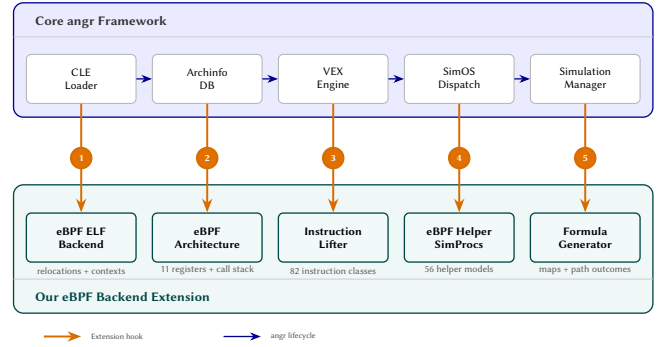 Core angr Framework
CLE
Loader
Archinfo
DB
VEX
Engine
SimOS
Dispatch
Simulation
Manager
1
2
3
4
5
eBPF ELF
Backend
eBPF
Architecture
Instruction
Lifter
eBPF Helper
SimProcs
Formula
Generator
relocations + contexts
11 registers + call stack
82 instruction classes
56 helper models
maps + path outcomes
Our eBPF Backend Extension
Extension hook
angr lifecycle